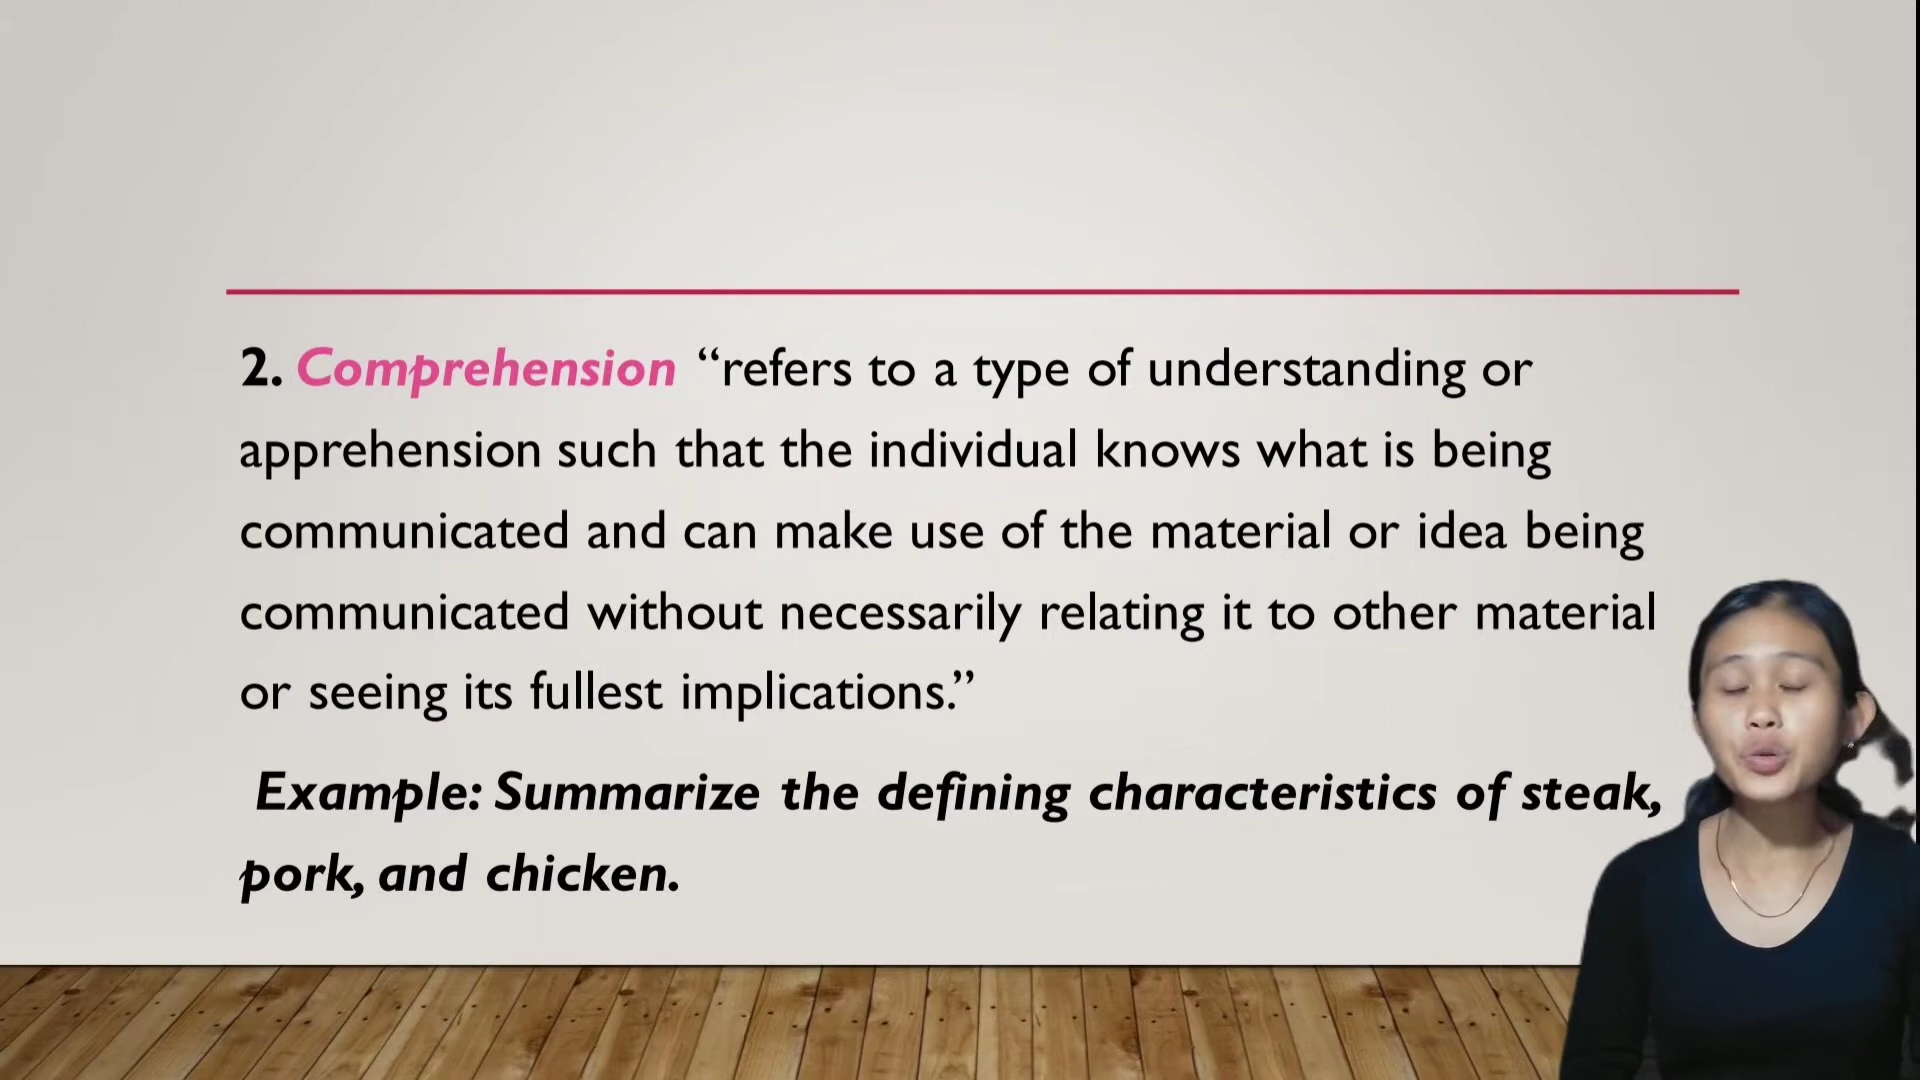 2. Comprehension “refers to a type of understanding or
apprehension such that the individual knows what is being
communicated and can make use of the material or idea being
communicated without necessarily relating it to other material
or seeing its fullest implications.”
Example: Summarize the defining characteristics of steak,
pork, and chicken.